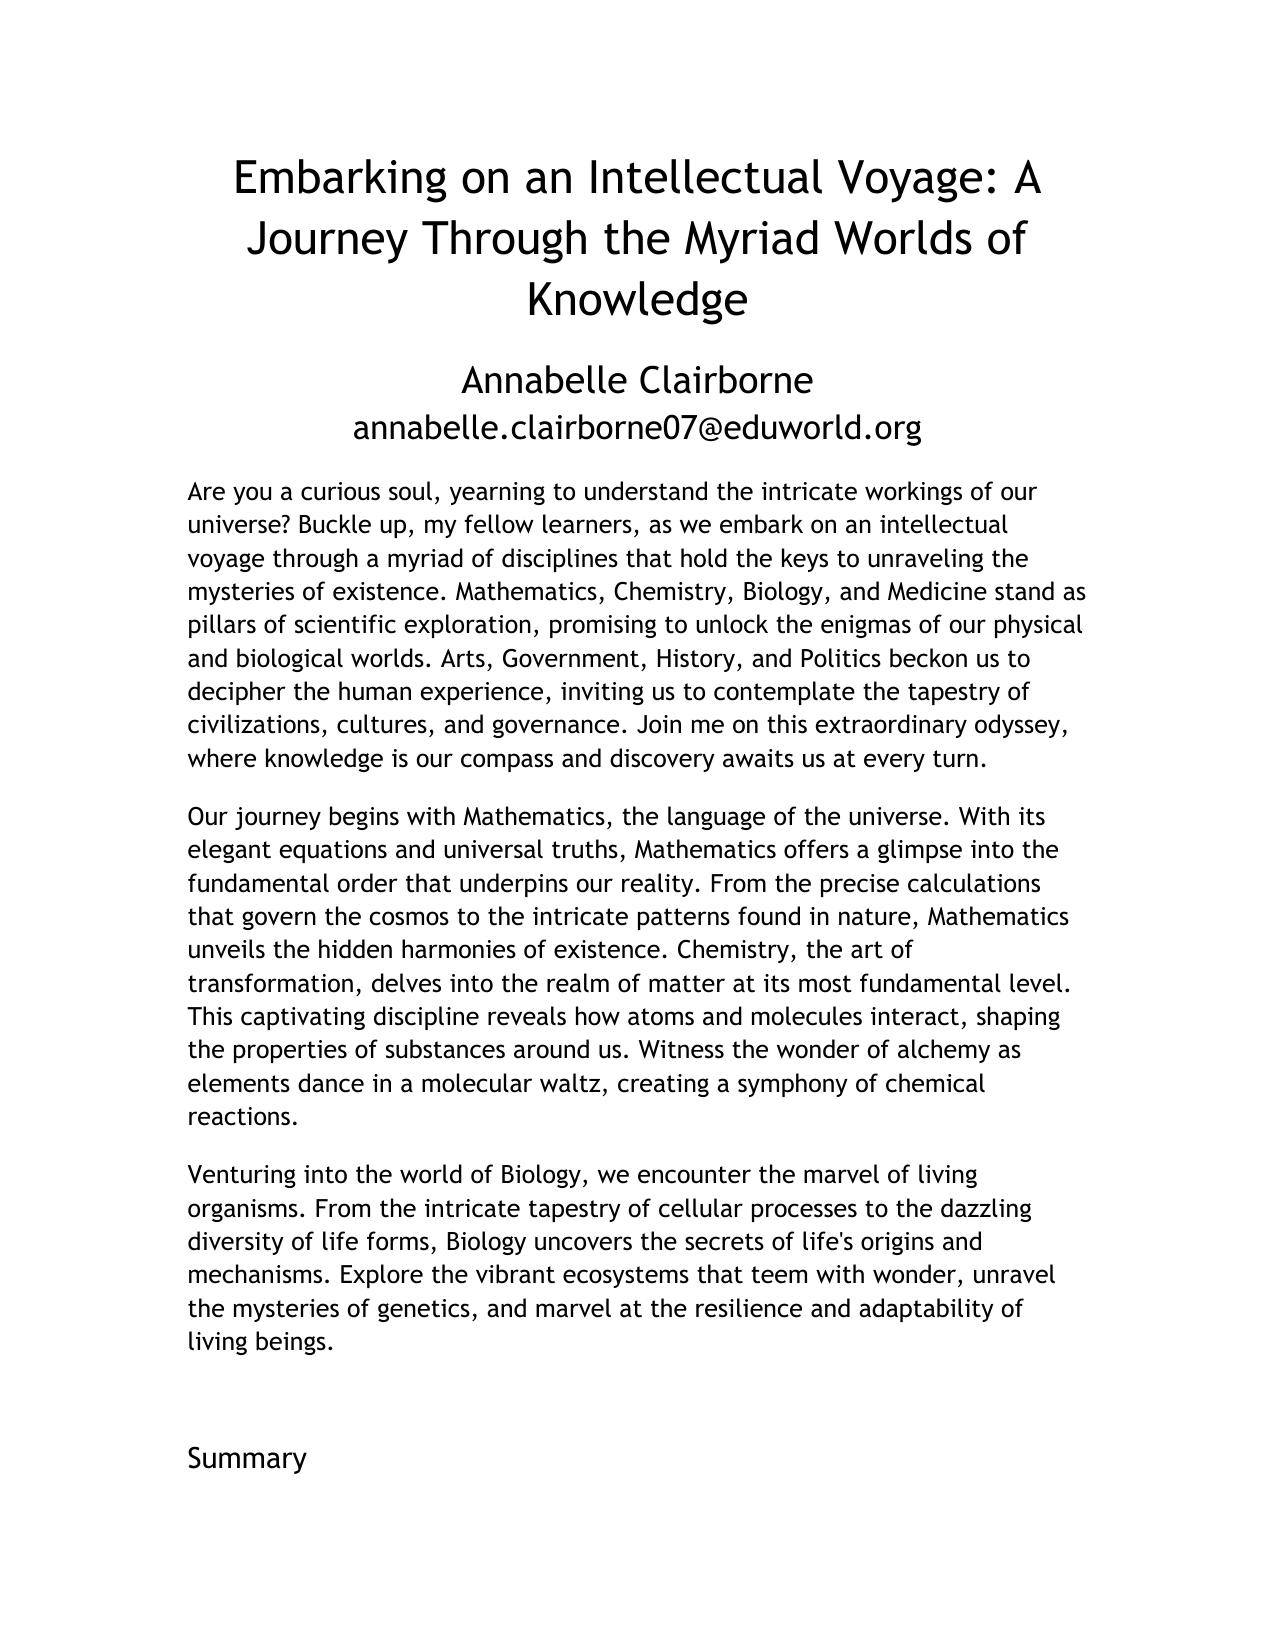 Embarking on an Intellectual Voyage: A
Journey Through the Myriad Worlds of
Knowledge
Annabelle Clairborne
annabelle.clairborne07@eduworld.org
Are you a curious soul, yearning to understand the intricate workings of our
universe? Buckle up, my fellow learners, as we embark on an intellectual
voyage through a myriad of disciplines that hold the keys to unraveling the
mysteries of existence. Mathematics, Chemistry, Biology, and Medicine stand as
pillars of scientific exploration, promising to unlock the enigmas of our physical
and biological worlds. Arts, Government, History, and Politics beckon us to
decipher the human experience, inviting us to contemplate the tapestry of
civilizations, cultures, and governance. Join me on this extraordinary odyssey,
where knowledge is our compass and discovery awaits us at every turn.
Our journey begins with Mathematics, the language of the universe. With its
elegant equations and universal truths, Mathematics offers a glimpse into the
fundamental order that underpins our reality. From the precise calculations
that govern the cosmos to the intricate patterns found in nature, Mathematics
unveils the hidden harmonies of existence. Chemistry, the art of
transformation, delves into the realm of matter at its most fundamental level.
This captivating discipline reveals how atoms and molecules interact, shaping
the properties of substances around us. Witness the wonder of alchemy as
elements dance in a molecular waltz, creating a symphony of chemical
reactions.
Venturing into the world of Biology, we encounter the marvel of living
organisms. From the intricate tapestry of cellular processes to the dazzling
diversity of life forms, Biology uncovers the secrets of life's origins and
mechanisms. Explore the vibrant ecosystems that teem with wonder, unravel
the mysteries of genetics, and marvel at the resilience and adaptability of
living beings.
Summary